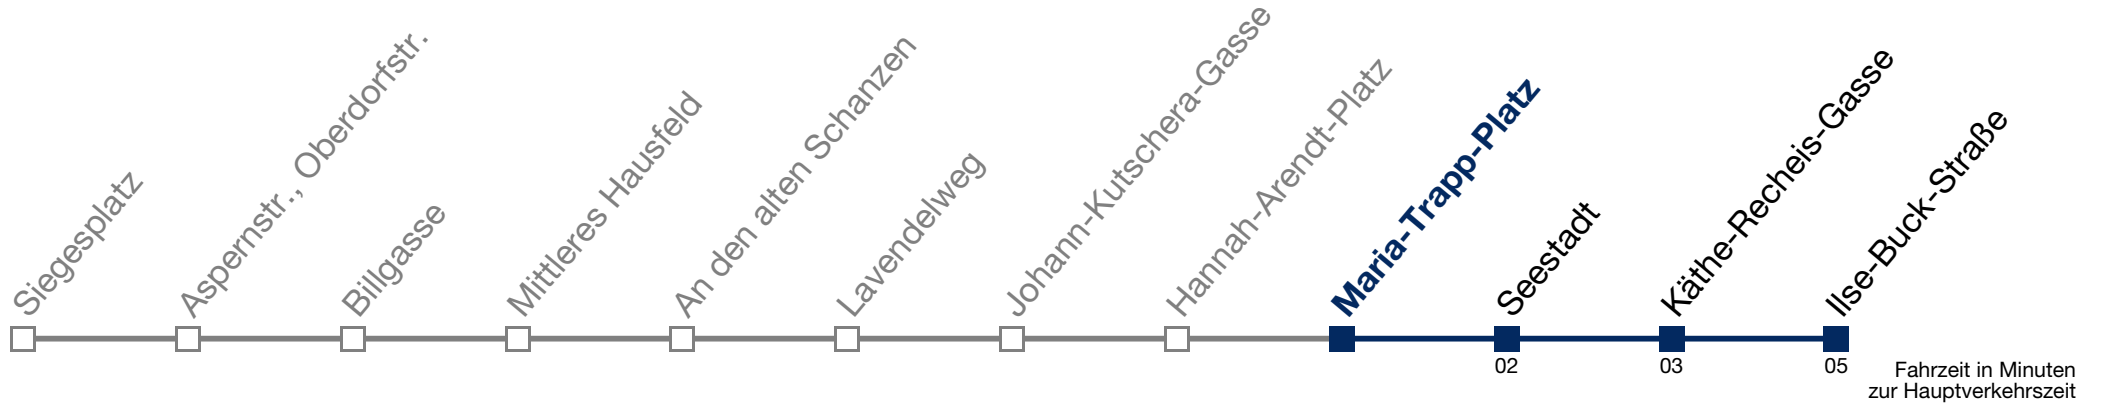 Siegesplatz
Aspernstr., Oberdorfstr.
Billgasse
Mittleres Hausfeld
An den alten Schanzen
Lavendelweg
Johann-Kutschera-Gasse
Hannah-Arendt-Platz
Maria-Trapp-Platz
Seestadt
Käthe-Recheis-Gasse
Ilse-Buck-Straße
02
03
05
Fahrzeit in Minuten
zur Hauptverkehrszeit